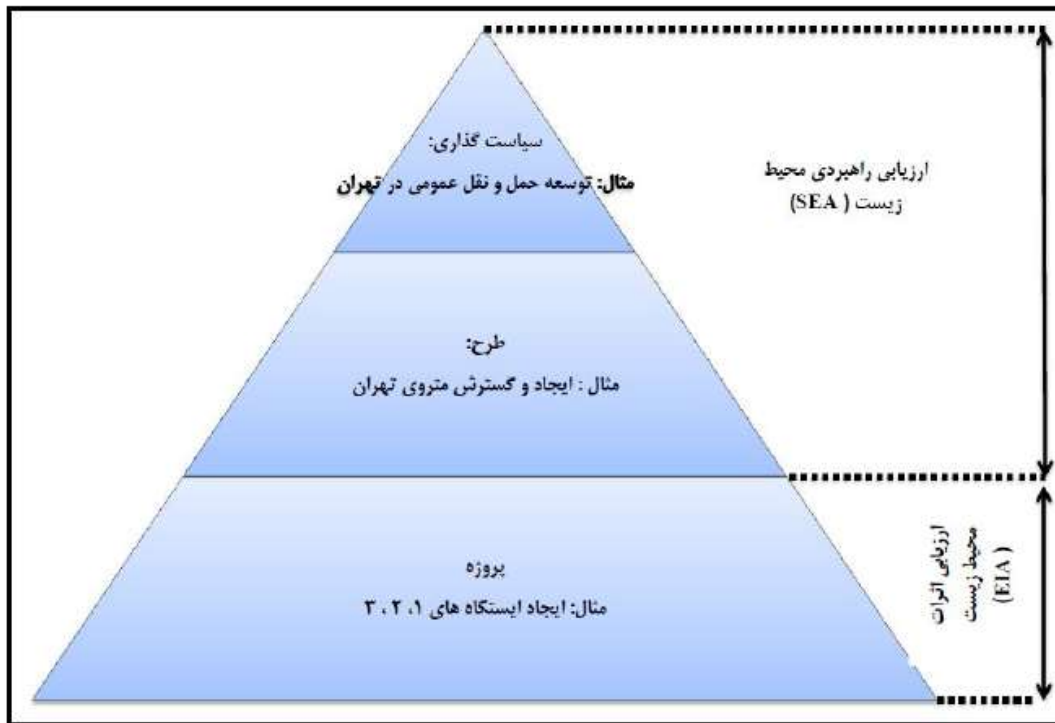 سیاست گذاری:
مثال: توسعه حمل و نقل عمومی در تهران
ارزیابی راهبردی محیط
زیست ( SEA)
طرح:
مثال : ایجاد و گسترش متروی تهران
پروژه
مثال: ایجاد ایستگاه های ۱، ۲ ، ۳
ارزیابی اثرات
محیط زیست
( EIA)